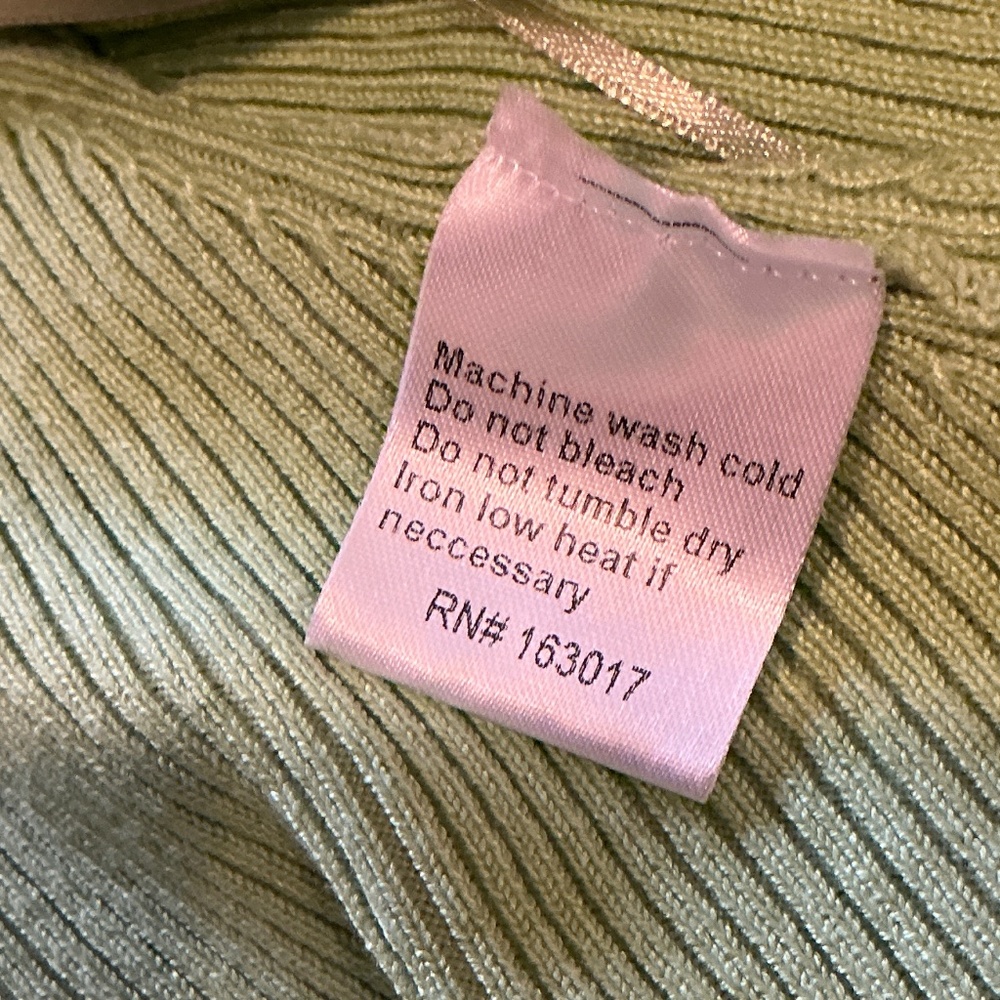 Machine wash cold
Do not bleach
Do not tumble dry
Iron low heat if
neccessary
RN# 163017